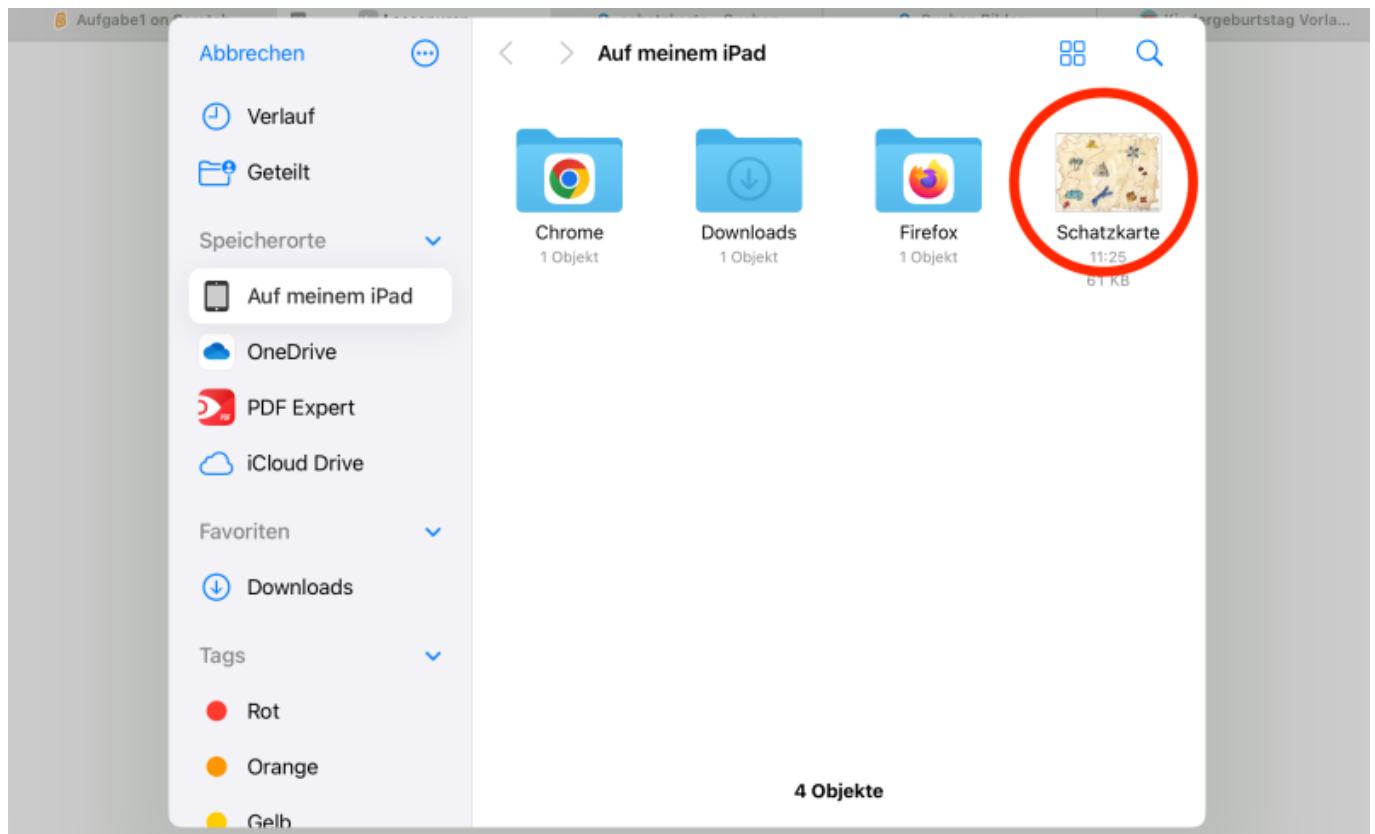 Aufgabe1 on
geburtstag Vorla...
Abbrechen
Auf meinem iPad
Verlauf
Geteilt
Speicherorte
Auf meinem iPad
OneDrive
PDF Expert
iCloud Drive
Favoriten
Downloads
Tags
Rot
Orange
Gelb
Chrome
1 Objekt
Downloads
1 Objekt
Firefox
1 Objekt
Schatzkarte
11:25
61 KB
4 Objekte